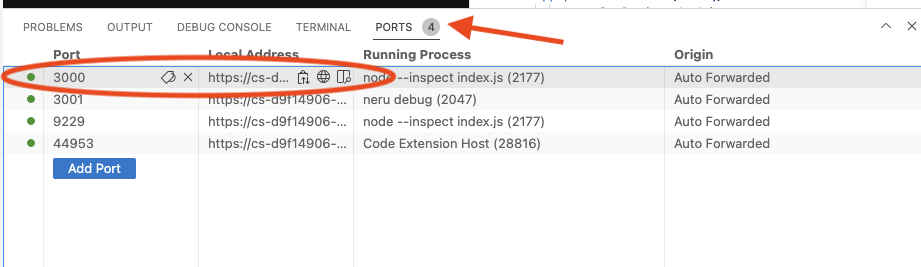 PROBLEMS OUTPUT DEBUG CONSOLE TERMINAL PORTS 4
Port Local Address Running Process Origin
3000 https://cs-d... node --inspect index.js (2177) Auto Forwarded
3001 https://cs-d9f14906-... neru debug (2047) Auto Forwarded
9229 https://cs-d9f14906-... node --inspect index.js (2177) Auto Forwarded
44953 https://cs-d9f14906-... Code Extension Host (28816) Auto Forwarded
Add Port